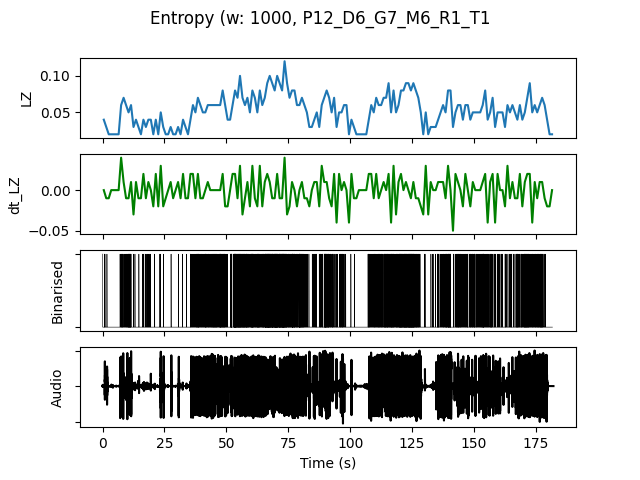 Entropy (w: 1000, P12_D6_G7_M6_R1_T1
LZ
0.10
0.05
dt_LZ
0.00
−0.05
Binarised
Audio
0 25 50 75 100 125 150 175
Time (s)